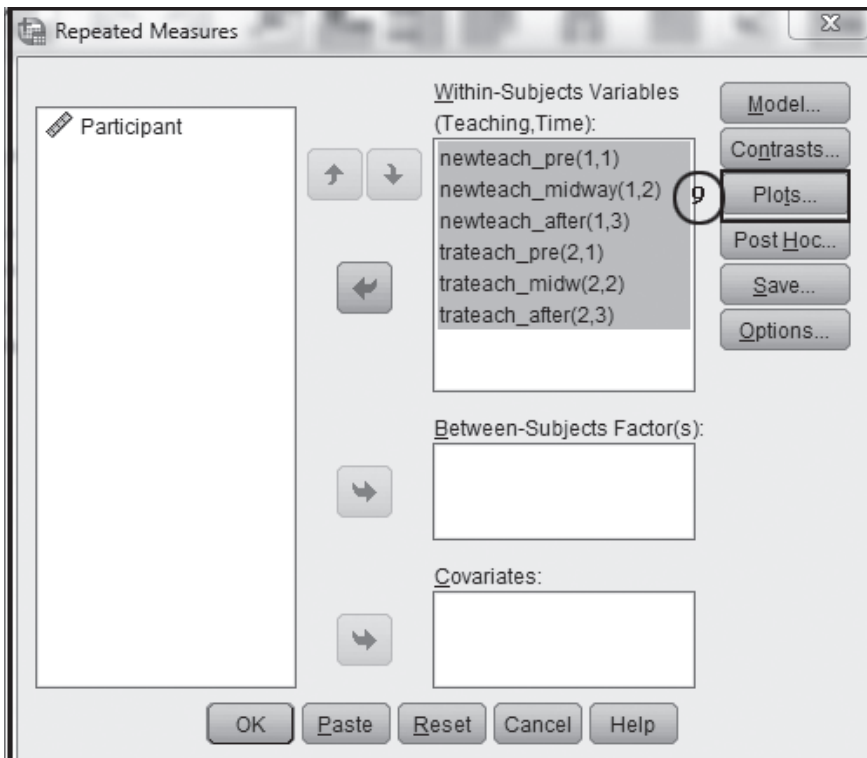 Repeated Measures
Participant
Within-Subjects Variables
(Teaching,Time):
newteach_pre(1,1)
newteach_midway(1,2)
newteach_after(1,3)
trateach_pre(2,1)
trateach_midw(2,2)
trateach_after(2,3)
9
Model...
Contrasts...
Plots...
Post Hoc...
Save...
Options...
Between-Subjects Factor(s):
Covariates:
OK Paste Reset Cancel Help